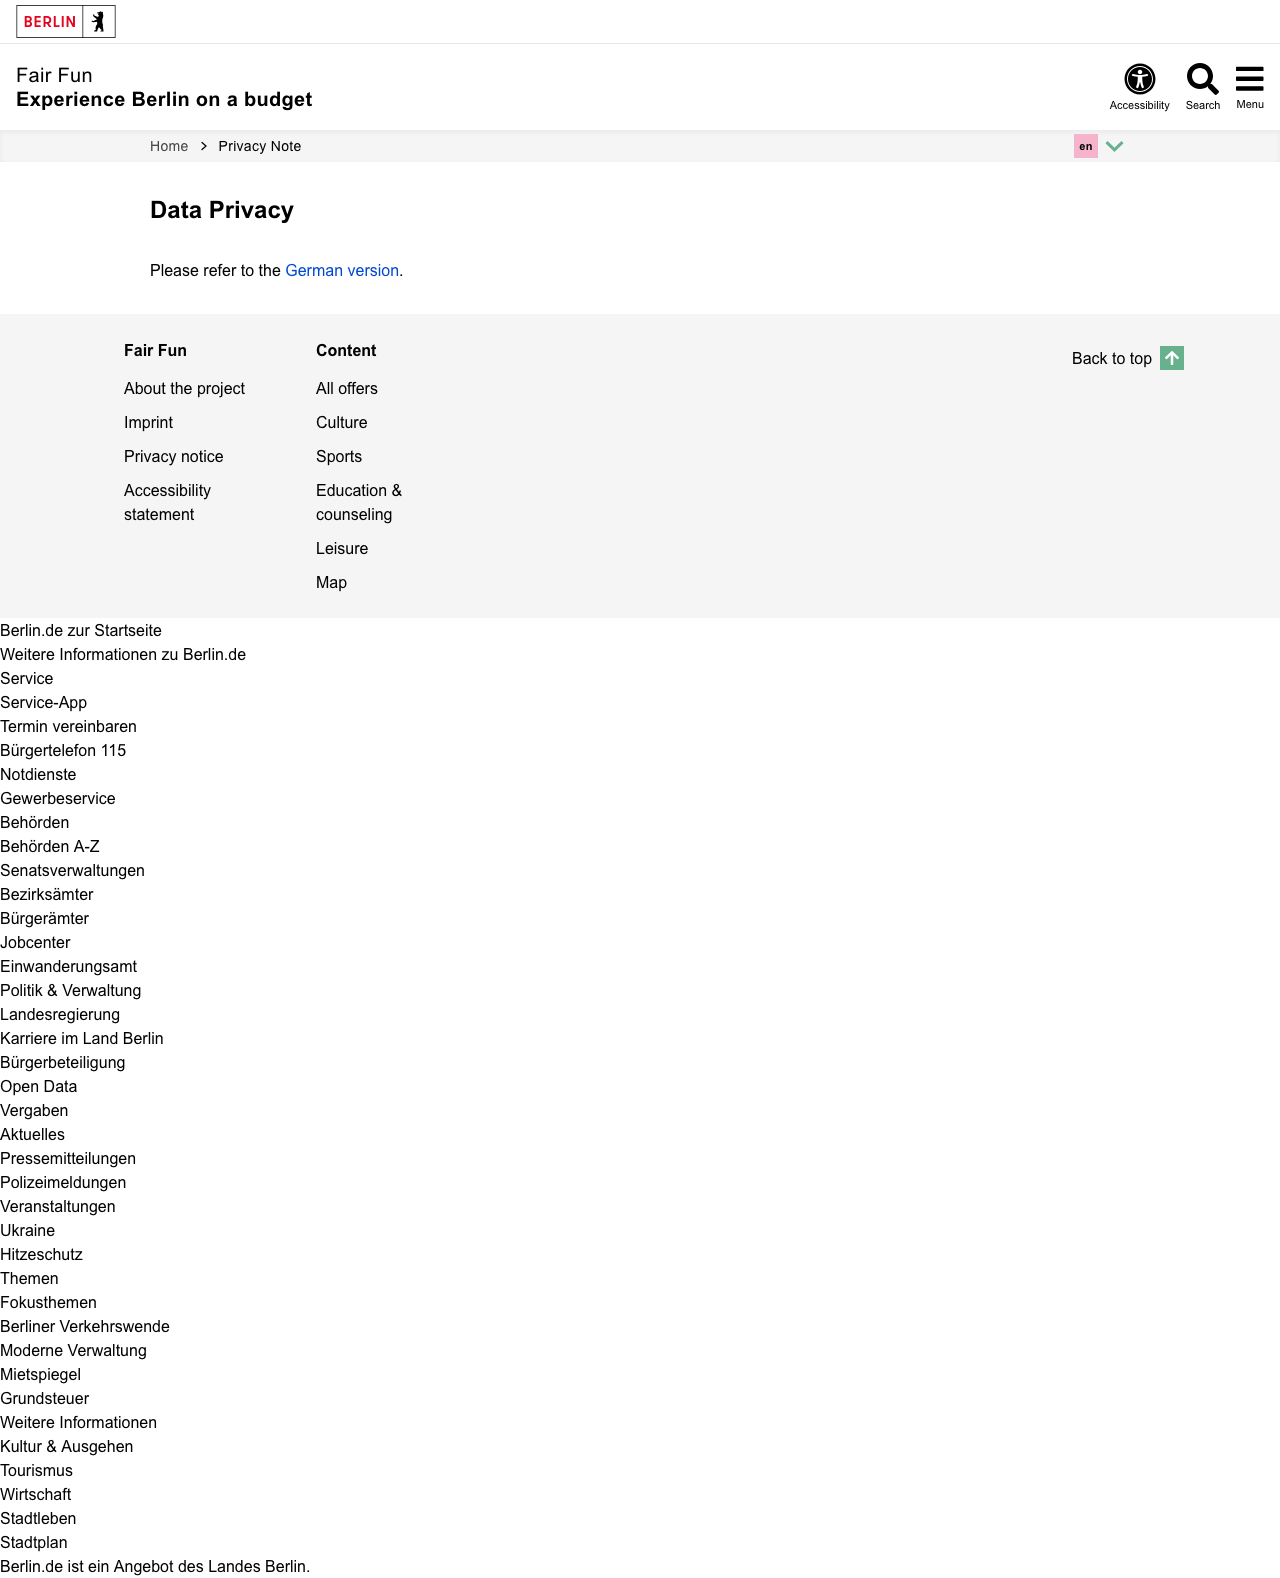 BERLIN
Fair Fun
Experience Berlin on a budget
Accessibility
Search
Menu
Home
Privacy Note
en
Data Privacy
Please refer to the German version.
Fair Fun
About the project
Imprint
Privacy notice
Accessibility
statement
Content
All offers
Culture
Sports
Education &
counseling
Leisure
Map
Back to top
Berlin.de zur Startseite
Weitere Informationen zu Berlin.de
Service
Service-App
Termin vereinbaren
Bürgertelefon 115
Notdienste
Gewerbeservice
Behörden
Behörden A-Z
Senatsverwaltungen
Bezirksämter
Bürgerämter
Jobcenter
Einwanderungsamt
Politik & Verwaltung
Landesregierung
Karriere im Land Berlin
Bürgerbeteiligung
Open Data
Vergaben
Aktuelles
Pressemitteilungen
Polizeimeldungen
Veranstaltungen
Ukraine
Hitzeschutz
Themen
Fokusthemen
Berliner Verkehrswende
Moderne Verwaltung
Mietspiegel
Grundsteuer
Weitere Informationen
Kultur & Ausgehen
Tourismus
Wirtschaft
Stadtleben
Stadtplan
Berlin.de ist ein Angebot des Landes Berlin.